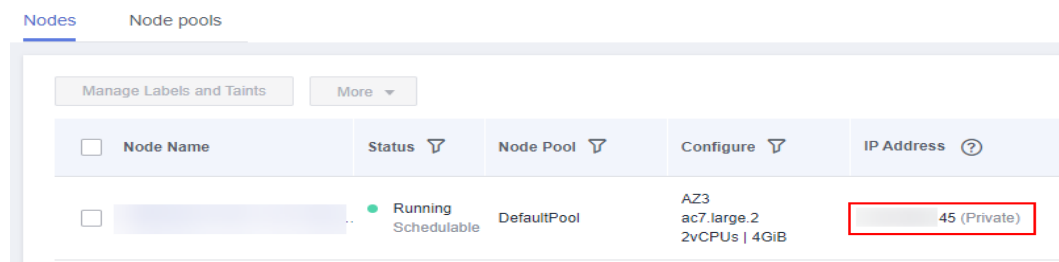 Nodes Node pools
Manage Labels and Taints More
Node Name Status Node Pool Configure IP Address ?
Running
Schedulable
DefaultPool
AZ3
ac7.large.2
2vCPUs | 4GiB
45 (Private)